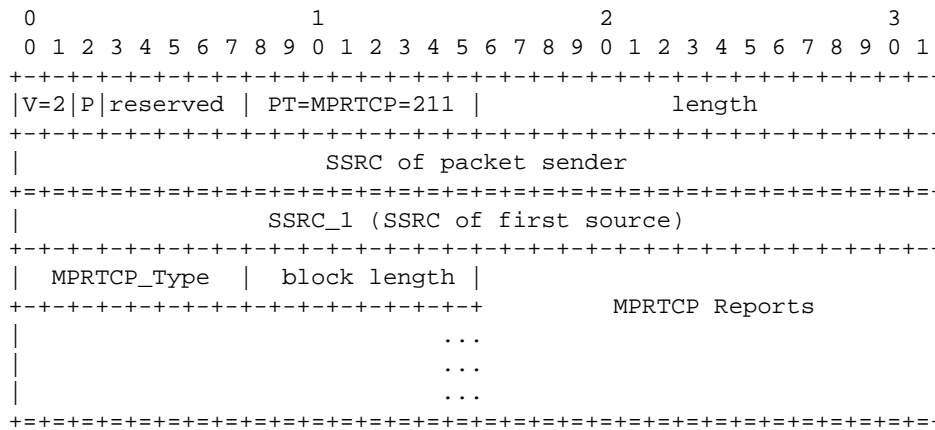 0                   1                   2                   3
 0 1 2 3 4 5 6 7 8 9 0 1 2 3 4 5 6 7 8 9 0 1 2 3 4 5 6 7 8 9 0 1
+-+-+-+-+-+-+-+-+-+-+-+-+-+-+-+-+-+-+-+-+-+-+-+-+-+-+-+-+-+-+-+-
|V=2|P|reserved | PT=MPRTCP=211 |             length
+-+-+-+-+-+-+-+-+-+-+-+-+-+-+-+-+-+-+-+-+-+-+-+-+-+-+-+-+-+-+-+-
|                     SSRC of packet sender
+=+=+=+=+=+=+=+=+=+=+=+=+=+=+=+=+=+=+=+=+=+=+=+=+=+=+=+=+=+=+=+=
|                 SSRC_1 (SSRC of first source)
+-+-+-+-+-+-+-+-+-+-+-+-+-+-+-+-+-+-+-+-+-+-+-+-+-+-+-+-+-+-+-+-
|  MPRTCP_Type  |  block length |
+-+-+-+-+-+-+-+-+-+-+-+-+-+-+-+-+         MPRTCP Reports
|                             ...
|                             ...
|                             ...
+=+=+=+=+=+=+=+=+=+=+=+=+=+=+=+=+=+=+=+=+=+=+=+=+=+=+=+=+=+=+=+=